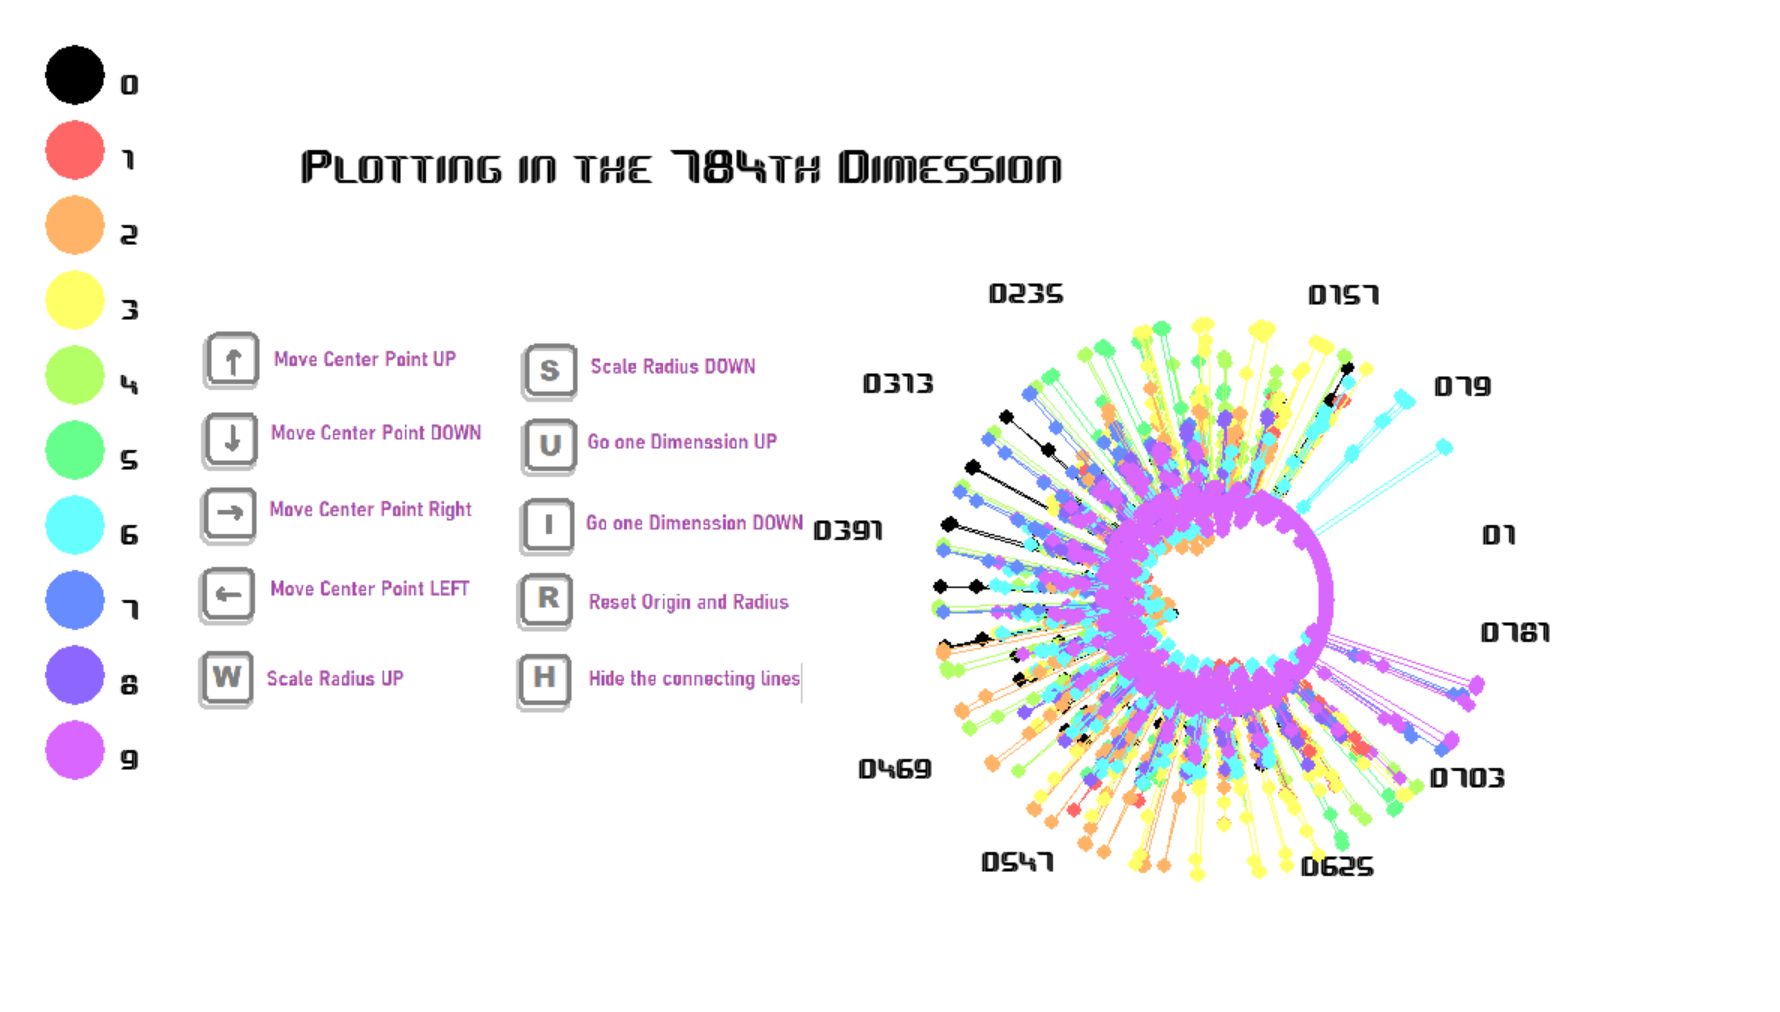 0
1
2
3
4
5
6
7
8
9
Plotting in the 784th Dimession
↑ Move Center Point UP
↓ Move Center Point DOWN
→ Move Center Point Right
← Move Center Point LEFT
W Scale Radius UP
S Scale Radius DOWN
U Go one Dimenssion UP
I Go one Dimenssion DOWN
R Reset Origin and Radius
H Hide the connecting lines
D235
D157
D313
D79
D391
D1
D781
D469
D703
D547
D625